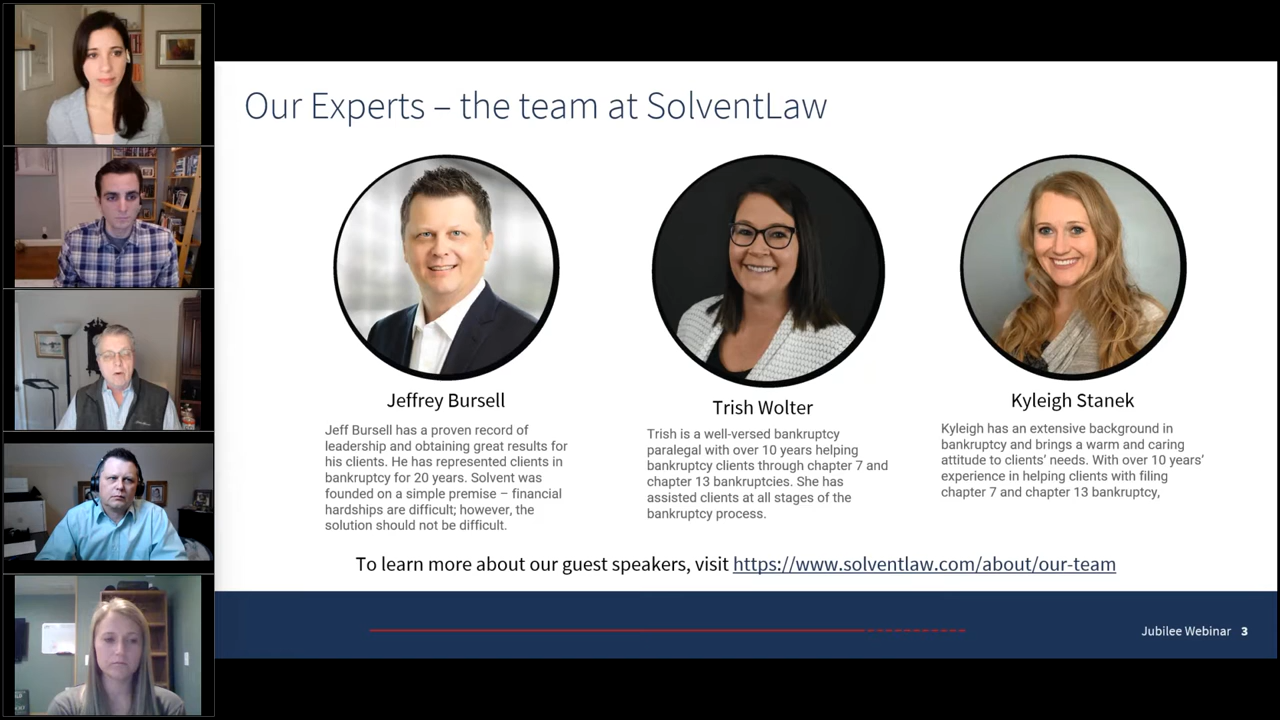 Our Experts – the team at SolventLaw
Jeffrey Bursell
Jeff Bursell has a proven record of
leadership and obtaining great results for
his clients. He has represented clients in
bankruptcy for 20 years. Solvent was
founded on a simple premise – financial
hardships are difficult; however, the
solution should not be difficult.
Trish Wolter
Trish is a well-versed bankruptcy
paralegal with over 10 years helping
bankruptcy clients through chapter 7 and
chapter 13 bankruptcies. She has
assisted clients at all stages of the
bankruptcy process.
Kyleigh Stanek
Kyleigh has an extensive background in
bankruptcy and brings a warm and caring
attitude to clients’ needs. With over 10 years’
experience in helping clients with filing
chapter 7 and chapter 13 bankruptcy,
To learn more about our guest speakers, visit https://www.solventlaw.com/about/our-team
Jubilee Webinar 3